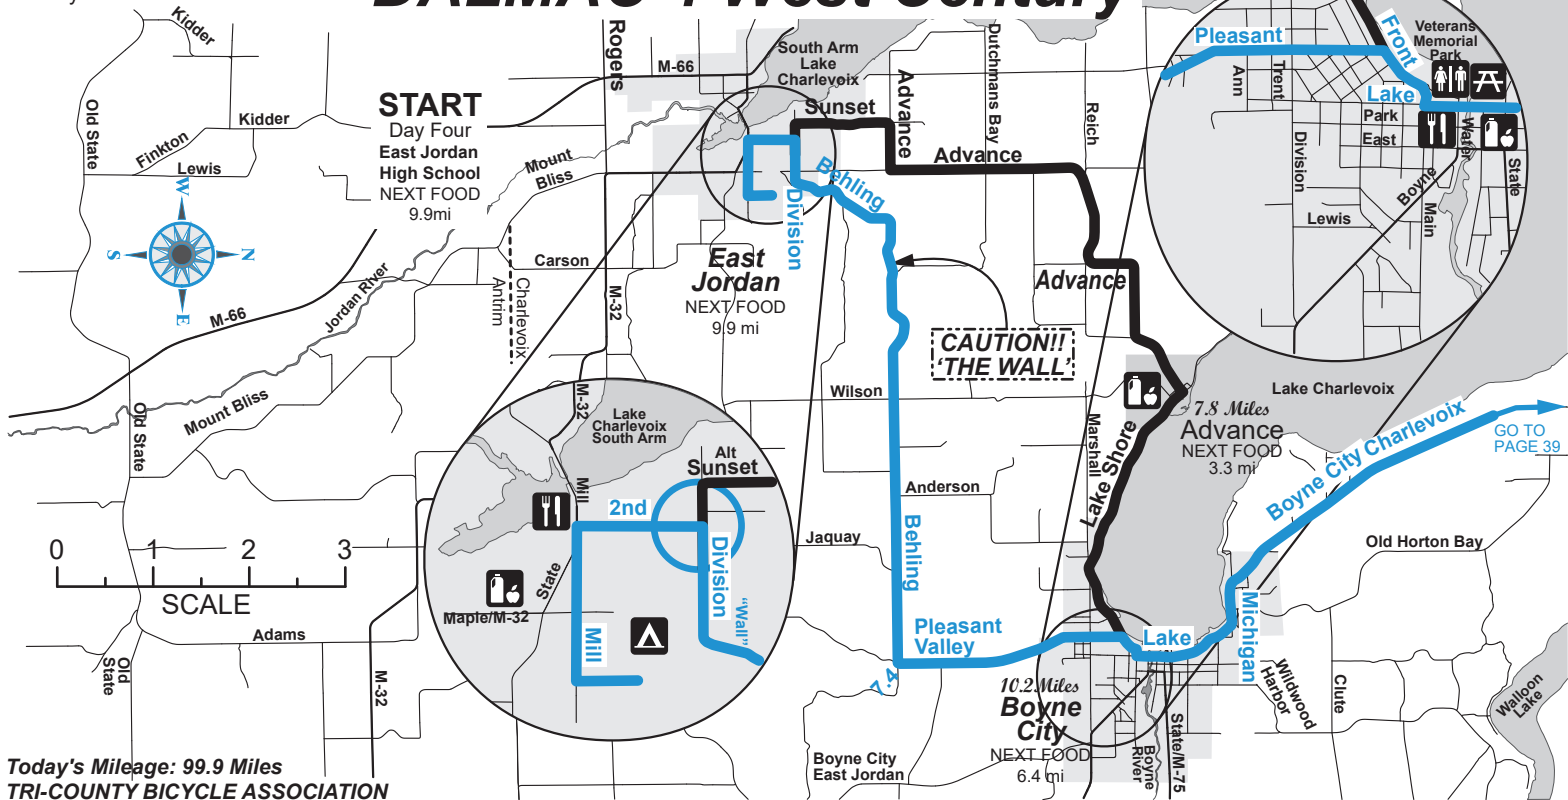 DALMAC 4 West Century
Kidder
Rogers
M-66
South Arm
Lake
Charlevoix
Dutchmans Bay
Advance
Sunset
Reich
Pleasant
Front
Veterans
Memorial
Park
Ann
Trent
Lake
Park
East
Water
Division
State
Boyne
Main
Lewis
START
Day Four
East Jordan
High School
NEXT FOOD
9.9mi
Old State
Finkton
Kidder
Lewis
Mount
Bliss
Advance
Behling
Division
W
S
N
E
Carson
Antrim
Charlevoix
M-32
Jordan River
M-66
East
Jordan
NEXT FOOD
9.9 mi
Advance
CAUTION!!
'THE WALL'
Wilson
Lake Charlevoix
7.8 Miles
Advance
NEXT FOOD
3.3 mi
Marshall
Lake Shore
Boyne City Charlevoix
GO TO
PAGE 39
Mount Bliss
Old State
M-32
Lake
Charlevoix
South Arm
Alt
Sunset
Mill
2nd
Division
State
Maple/M-32
Mill
"Wall"
Anderson
Behling
Jaquay
Old Horton Bay
0 1 2 3
SCALE
Adams
Old
State
M-32
Pleasant
Valley
7.4
Lake
Michigan
10.2Miles
Boyne
City
NEXT FOOD
6.4 mi
Wildwood
Harbor
Clute
Walloon
Lake
State/M-75
Boyne
River
Boyne City
East Jordan
Today's Mileage: 99.9 Miles
TRI-COUNTY BICYCLE ASSOCIATION